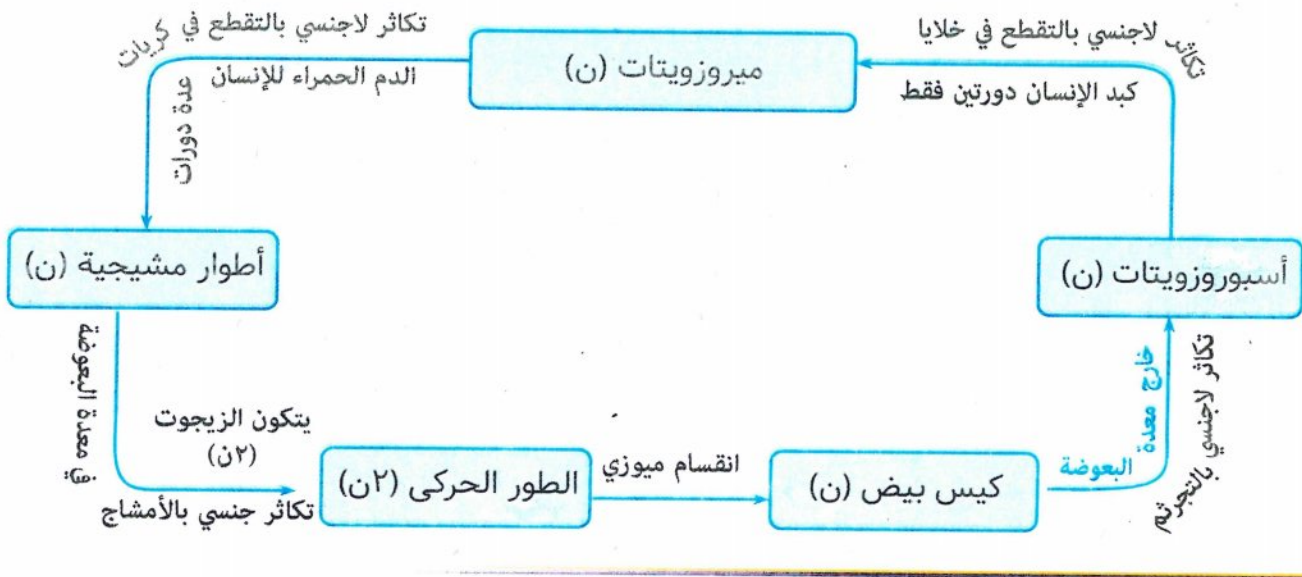 تكاثر لاجنسي بالتقطع في خلايا
كبد الإنسان دورتين فقط
ميروزويتات (ن)
تكاثر لاجنسي بالتقطع في كريات
الدم الحمراء للإنسان
عدة دورات
أطوار مشيجية (ن)
في معدة البعوضة
يتكون الزيجوت
(٢ن)
تكاثر جنسي بالأمشاج
الطور الحركى (٢ن)
انقسام ميوزي
كيس بيض (ن)
خارج معدة
البعوضة
تكاثر لاجنسي بالتجرثم
أسبوروزويتات (ن)